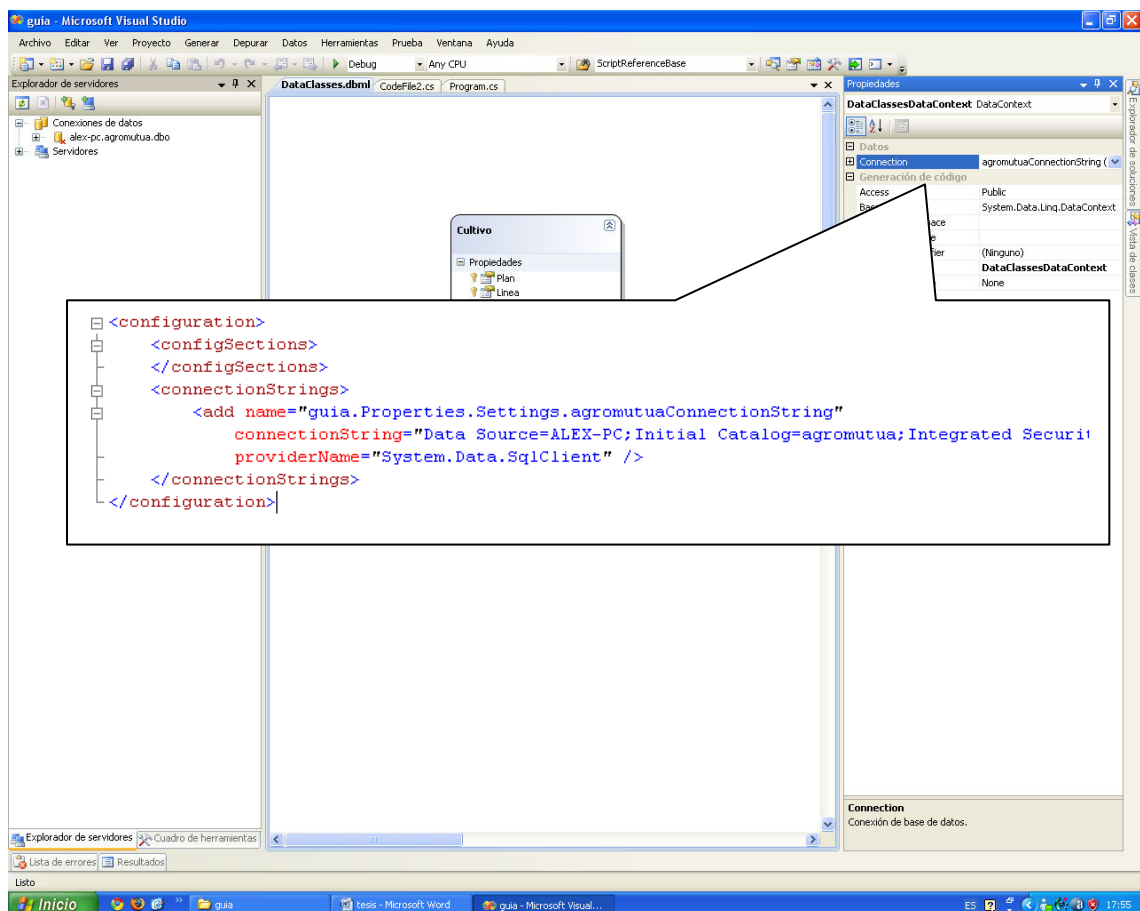 guia - Microsoft Visual Studio
Archivo Editar Ver Proyecto Generar Depurar Datos Herramientas Prueba Ventana Ayuda
Debug Any CPU ScriptReferenceBase
Explorador de servidores
Conexiones de datos
alex-pc.agromutua.dbo
Servidores
DataClasses.dbml CodeFile2.cs Program.cs
Cultivo
Propiedades
Plan
Linea
Propiedades
DataClassesDataContext DataContext
Datos
Connection agromutuaConnectionString (
Generación de código
Access Public
System.Data.Linq.DataContext
(Ninguno)
DataClassesDataContext
None
Explorador de soluciones
Vista de clases
<configuration>
<configSections>
</configSections>
<connectionStrings>
<add name="guia.Properties.Settings.agromutuaConnectionString"
connectionString="Data Source=ALEX-PC;Initial Catalog=agromutua;Integrated Securit
providerName="System.Data.SqlClient" />
</connectionStrings>
</configuration>
Connection
Conexión de base de datos.
Explorador de servidores Cuadro de herramientas
Lista de errores Resultados
Listo
Inicio guia tesis - Microsoft Word guia - Microsoft Visual... ES 17:55